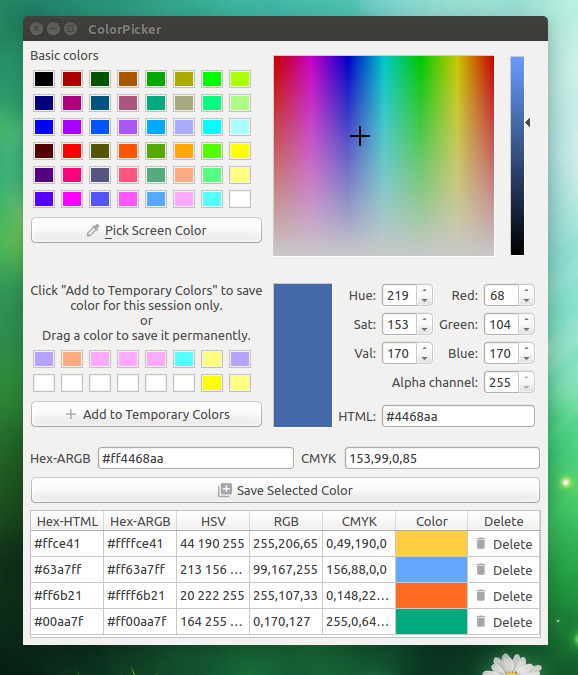 ColorPicker
Basic colors
Pick Screen Color
Click "Add to Temporary Colors" to save
color for this session only.
or
Drag a color to save it permanently.
Add to Temporary Colors
Hue: 219 Red: 68
Sat: 153 Green: 104
Val: 170 Blue: 170
Alpha channel: 255
HTML: #4468aa
Hex-ARGB #ff4468aa CMYK 153,99,0,85
Save Selected Color
Hex-HTML Hex-ARGB HSV RGB CMYK Color Delete
#ffce41 #ffffce41 44 190 255 255,206,65 0,49,190,0 Delete
#63a7ff #ff63a7ff 213 156 ... 99,167,255 156,88,0,0 Delete
#ff6b21 #ffff6b21 20 222 255 255,107,33 0,148,22... Delete
#00aa7f #ff00aa7f 164 255 ... 0,170,127 255,0,64... Delete